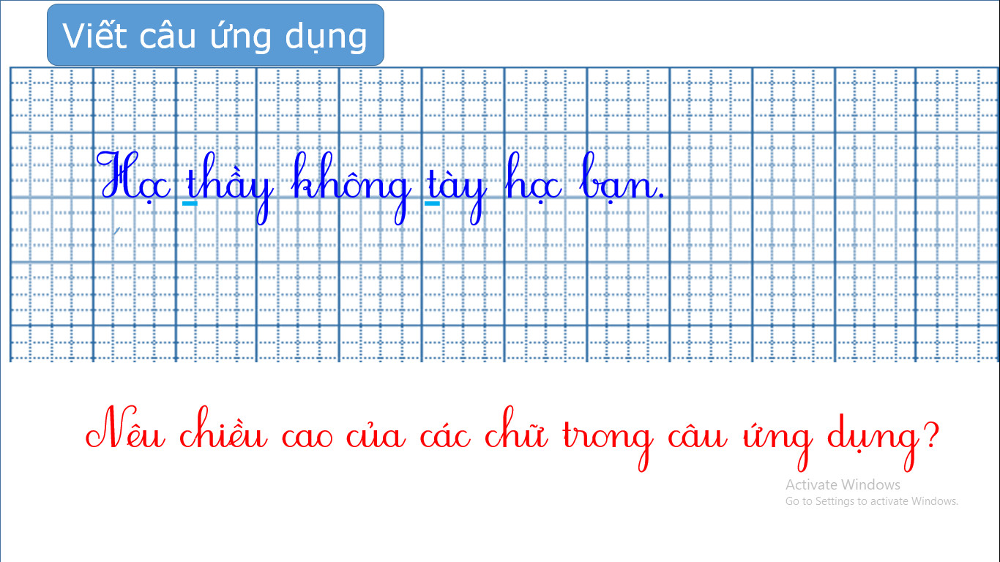 Viết câu ứng dụng
Học thầy không tày học bạn.
Nêu chiều cao của các chữ trong câu ứng dụng?
Activate Windows
Go to Settings to activate Windows.